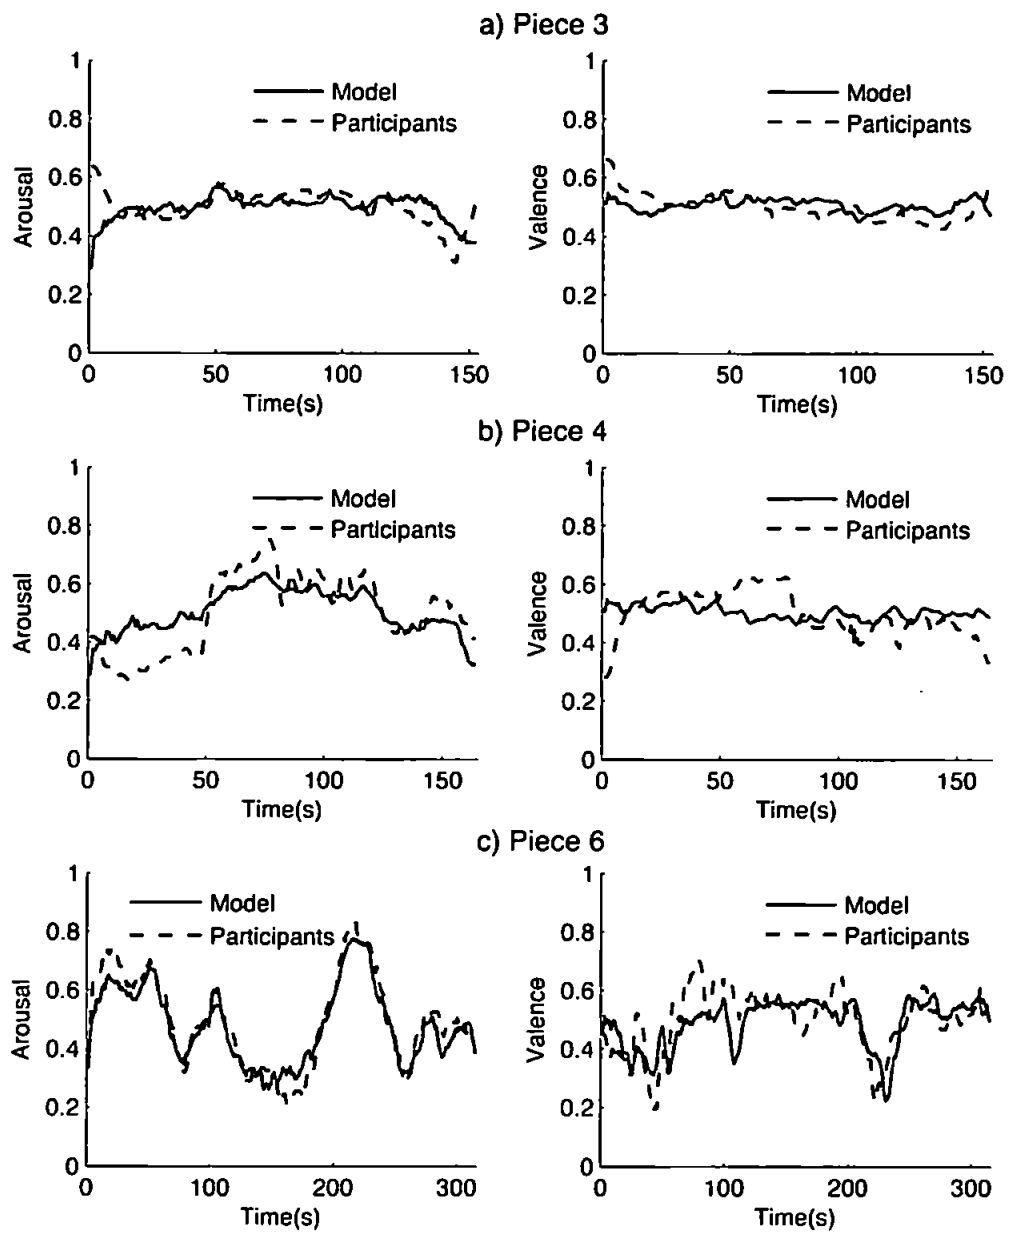 a) Piece 3
1
0.8
0.6
0.4
0.2
0
Arousal
Model
Participants
0 50 100 150
Time(s)
1
0.8
0.6
0.4
0.2
0
Valence
Model
Participants
0 50 100 150
Time(s)
b) Piece 4
1
0.8
0.6
0.4
0.2
0
Arousal
Model
Participants
0 50 100 150
Time(s)
1
0.8
0.6
0.4
0.2
0
Valence
Model
Participants
0 50 100 150
Time(s)
c) Piece 6
1
0.8
0.6
0.4
0.2
0
Arousal
Model
Participants
0 100 200 300
Time(s)
1
0.8
0.6
0.4
0.2
0
Valence
Model
Participants
0 100 200 300
Time(s)